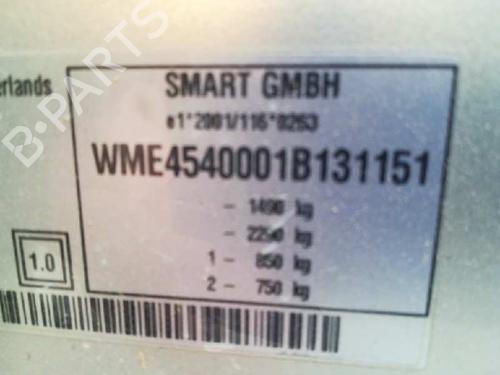 erlands
SMART GMBH
e1*2001/116*0263
WME4540001B131151
- 1490 kg
- 2290 kg
1.0
1 - 850 kg
2 - 750 kg
B-PARTS